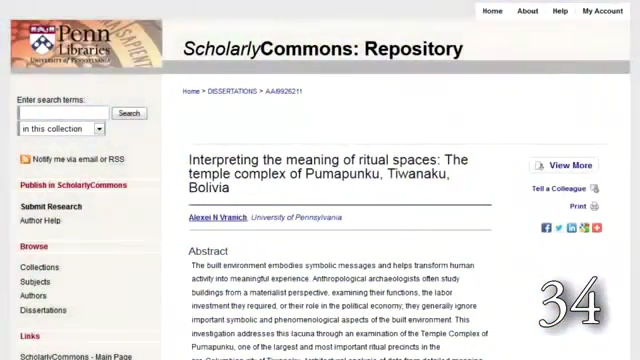 Home About Help My Account
Penn
Libraries
UNIVERSITY of PENNSYLVANIA
ScholarlyCommons: Repository
Home > DISSERTATIONS > AAI9926211
Enter search terms:
Search
in this collection
Notify me via email or RSS
Publish in ScholarlyCommons
Submit Research
Author Help
Browse
Collections
Subjects
Authors
Dissertations
Links
ScholarlyCommons - Main Page
Interpreting the meaning of ritual spaces: The
temple complex of Pumapunku, Tiwanaku,
Bolivia
Alexei N Vranich, University of Pennsylvania
Abstract
The built environment embodies symbolic messages and helps transform human
activity into meaningful experience. Anthropological archaeologists often study
buildings from a materialist perspective, examining their functions, the labor
investment they required, or their role in the political economy; they generally ignore
important symbolic and phenomenological aspects of the built environment. This
investigation addresses this lacuna through an examination of the Temple Complex of
Pumapunku, one of the largest and most important ritual precincts in the
View More
Tell a Colleague
Print
34